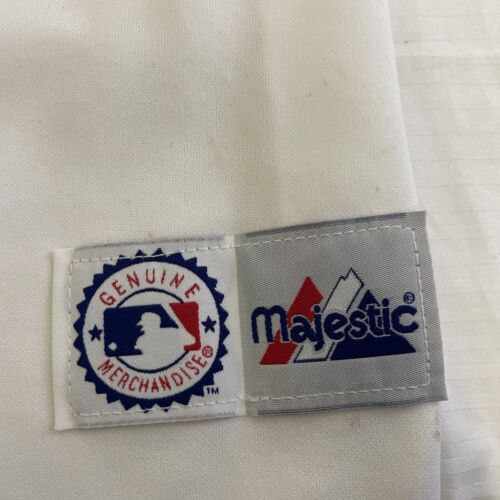 GENUINE
MERCHANDISE®
™
Majestic®